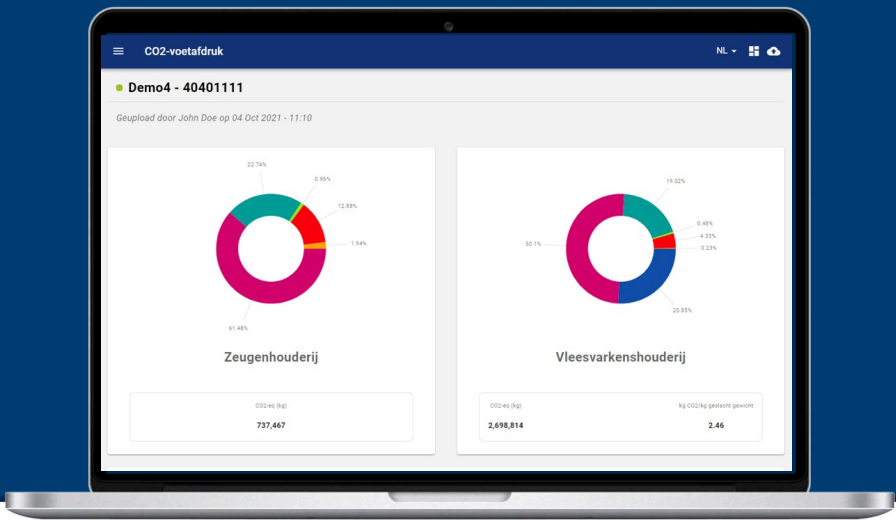 CO2-voetafdruk
NL
Demo4 - 40401111
Geupload door John Doe op 04 Oct 2021 - 11:10
22.74%
0.96%
12.88%
1.94%
61.48%
Zeugenhouderij
CO2-eq (kg)
737,467
19.02%
0.48%
4.33%
0.23%
50.1%
25.85%
Vleesvarkenshouderij
CO2-eq (kg)
kg CO2/kg geslacht gewicht
2,698,814
2.46